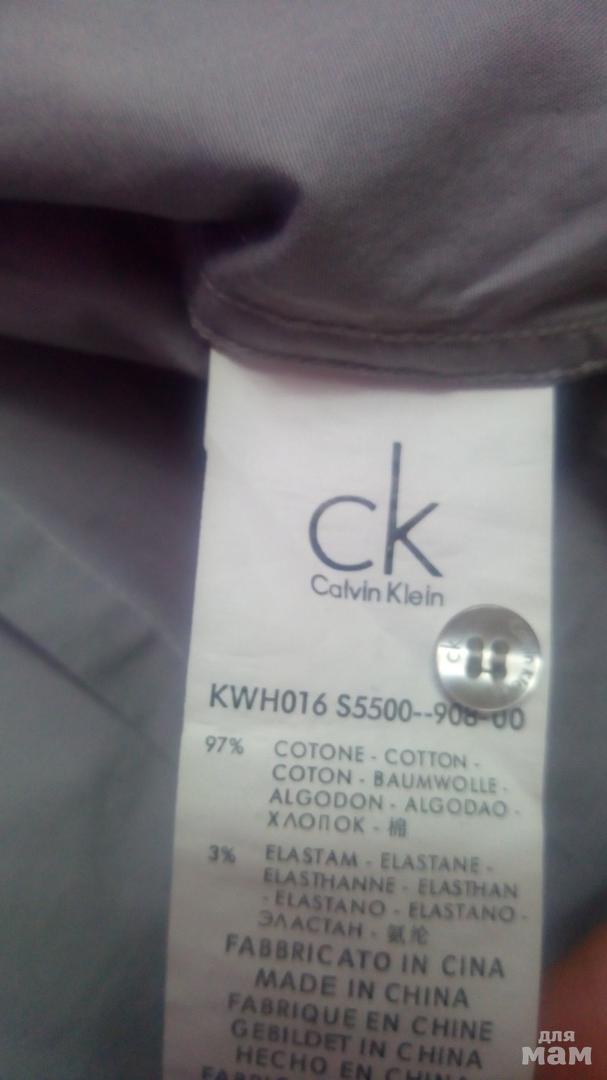 ck
Calvin Klein
ck
KWH016 S5500--908-00
97% COTONE - COTTON -
COTON - BAUMWOLLE -
ALGODON - ALGODAO -
ХЛОПОК - 棉
3% ELASTAM - ELASTANE -
ELASTHANNE - ELASTHAN
- ELASTANO - ELASTANO -
ЭЛАСТАН - 氨纶
FABBRICATO IN CINA
MADE IN CHINA
FABRIQUE EN CHINE
GEBILDET IN CHINA
HECHO EN CHINA
для
мам